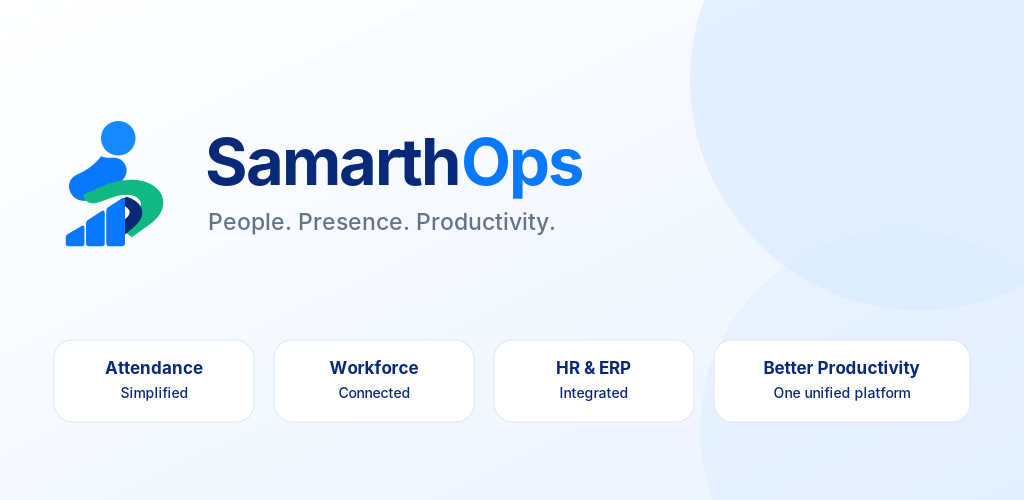 SamarthOps
People. Presence. Productivity.
Attendance
Simplified
Workforce
Connected
HR & ERP
Integrated
Better Productivity
One unified platform